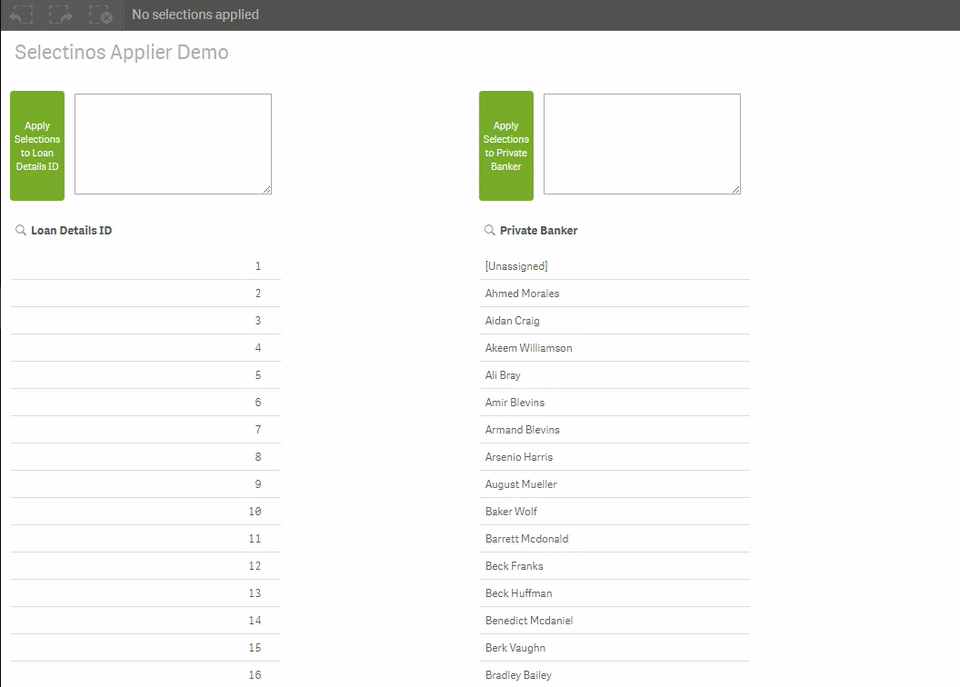 No selections applied
Selectinos Applier Demo
Apply
Selections
to Loan
Details ID
Apply
Selections
to Private
Banker
Loan Details ID
1
2
3
4
5
6
7
8
9
10
11
12
13
14
15
16
Private Banker
[Unassigned]
Ahmed Morales
Aidan Craig
Akeem Williamson
Ali Bray
Amir Blevins
Armand Blevins
Arsenio Harris
August Mueller
Baker Wolf
Barrett Mcdonald
Beck Franks
Beck Huffman
Benedict Mcdaniel
Berk Vaughn
Bradley Bailey